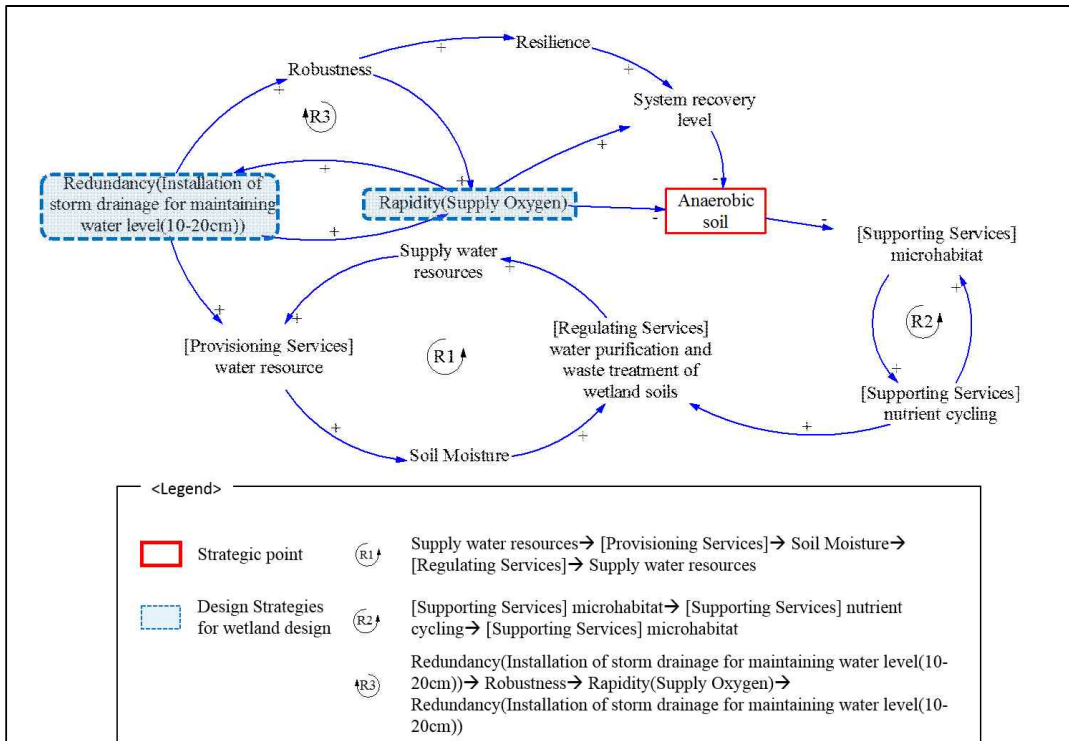 Resilience
+
+
Robustness
+
System recovery
level
R3
+
+
-
Redundancy(Installation of
storm drainage for maintaining
water level(10-20cm))
+
Rapidity(Supply Oxygen)
-
Anaerobic
soil
-
+
[Supporting Services]
microhabitat
Supply water
resources
+
+
+
+
R2
[Provisioning Services]
water resource
R1
[Regulating Services]
water purification and
waste treatment of
wetland soils
+
[Supporting Services]
nutrient cycling
+
+
+
Soil Moisture
<Legend>
Strategic point
R1
Supply water resources→ [Provisioning Services]→ Soil Moisture→
[Regulating Services]→ Supply water resources
Design Strategies
for wetland design
R2
[Supporting Services] microhabitat→ [Supporting Services] nutrient
cycling→ [Supporting Services] microhabitat
R3
Redundancy(Installation of storm drainage for maintaining water level(10-
20cm))→ Robustness→ Rapidity(Supply Oxygen)→
Redundancy(Installation of storm drainage for maintaining water level(10-
20cm))